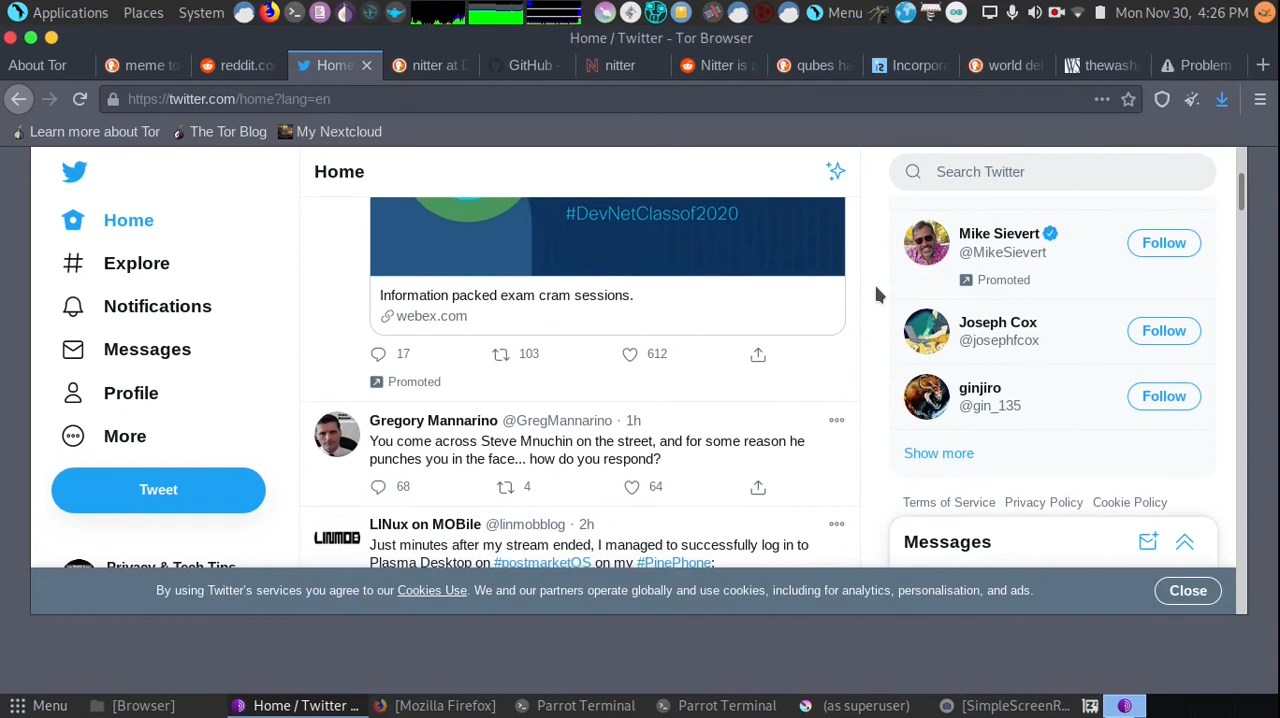 Applications Places System Menu Mon Nov 30, 4:26 PM
Home / Twitter - Tor Browser
About Tor meme to reddit.co Home nitter at D GitHub - nitter Nitter is a qubes ha Incorpo world del thewash Problem
https://twitter.com/home?lang=en
Learn more about Tor The Tor Blog My Nextcloud
Home
Explore
Notifications
Messages
Profile
More
Tweet
Privacy & Tech Tips
Home
#DevNetClassof2020
Information packed exam cram sessions.
webex.com
17 103 612
Promoted
Gregory Mannarino @GregMannarino · 1h
You come across Steve Mnuchin on the street, and for some reason he
punches you in the face... how do you respond?
68 4 64
LINMOB
LINux on MOBile @linmobblog · 2h
Just minutes after my stream ended, I managed to successfully log in to
Plasma Desktop on #postmarketOS on my #PinePhone:
Search Twitter
Mike Sievert
@MikeSievert
Follow
Promoted
Joseph Cox
@josephfcox
Follow
ginjiro
@gin_135
Follow
Show more
Terms of Service Privacy Policy Cookie Policy
Messages
By using Twitter's services you agree to our Cookies Use. We and our partners operate globally and use cookies, including for analytics, personalisation, and ads.
Close
Menu [Browser] Home / Twitter ... [Mozilla Firefox] Parrot Terminal Parrot Terminal (as superuser) [SimpleScreenR...